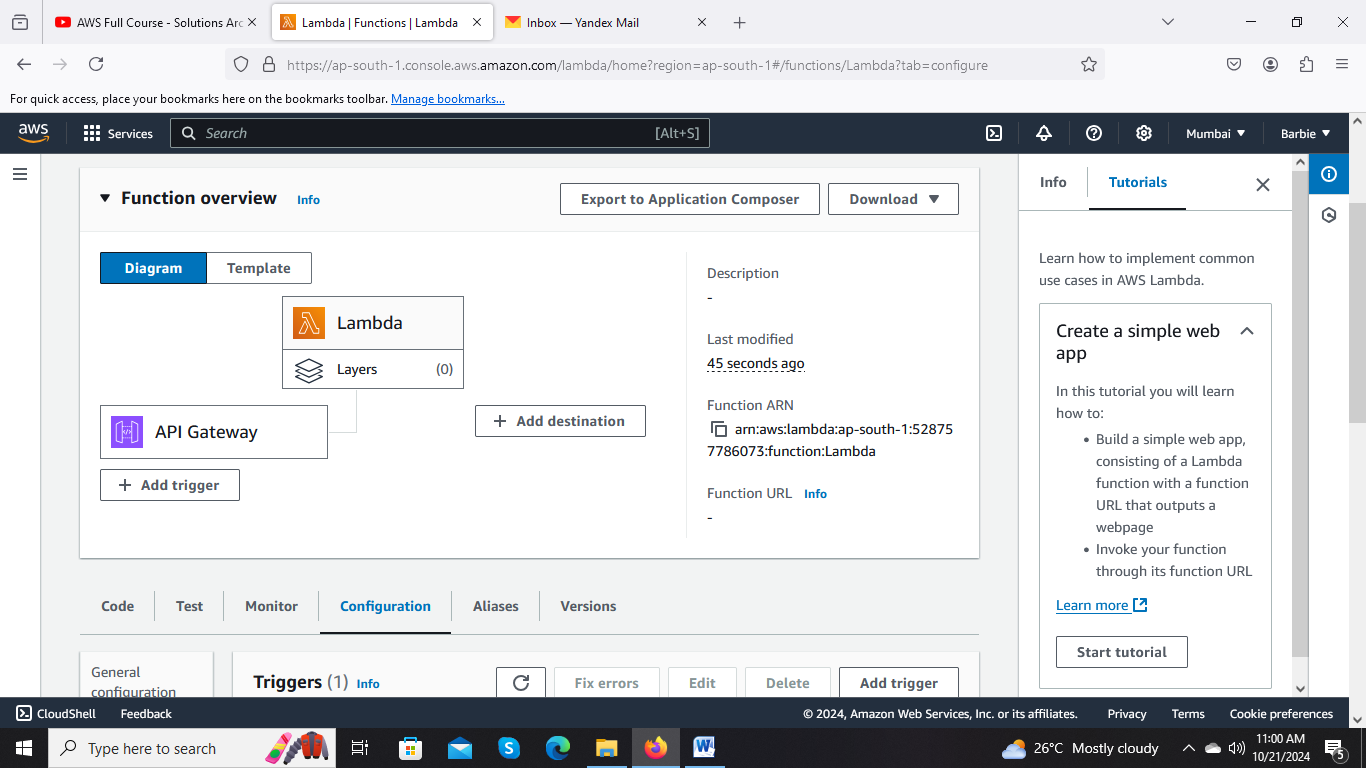 AWS Full Course - Solutions Arc
Lambda | Functions | Lambda
Inbox — Yandex Mail
https://ap-south-1.console.aws.amazon.com/lambda/home?region=ap-south-1#/functions/Lambda?tab=configure
For quick access, place your bookmarks here on the bookmarks toolbar. Manage bookmarks...
aws
Services
Search
[Alt+S]
Mumbai
Barbie
Function overview
Info
Export to Application Composer
Download
Diagram
Template
Lambda
Layers
(0)
API Gateway
+ Add trigger
+ Add destination
Description
-
Last modified
45 seconds ago
Function ARN
arn:aws:lambda:ap-south-1:52875
7786073:function:Lambda
Function URL
Info
-
Code
Test
Monitor
Configuration
Aliases
Versions
General
configuration
Triggers (1)
Info
Fix errors
Edit
Delete
Add trigger
Info
Tutorials
Learn how to implement common
use cases in AWS Lambda.
Create a simple web
app
In this tutorial you will learn
how to:
• Build a simple web app,
consisting of a Lambda
function with a function
URL that outputs a
webpage
• Invoke your function
through its function URL
Learn more
Start tutorial
CloudShell
Feedback
© 2024, Amazon Web Services, Inc. or its affiliates.
Privacy
Terms
Cookie preferences
Type here to search
26°C Mostly cloudy
11:00 AM
10/21/2024
5